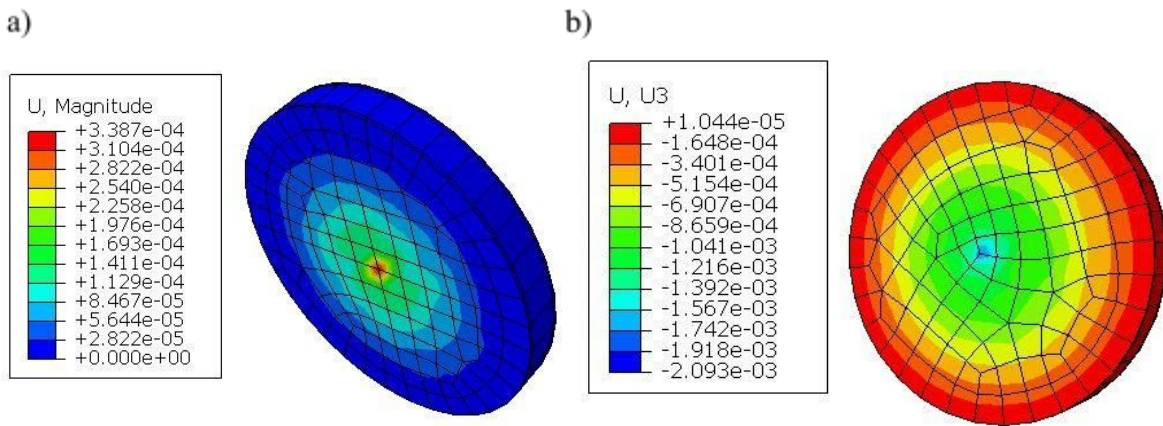 a)
U, Magnitude
+3.387e-04
+3.104e-04
+2.822e-04
+2.540e-04
+2.258e-04
+1.976e-04
+1.693e-04
+1.411e-04
+1.129e-04
+8.467e-05
+5.644e-05
+2.822e-05
+0.000e+00
b)
U, U3
+1.044e-05
-1.648e-04
-3.401e-04
-5.154e-04
-6.907e-04
-8.659e-04
-1.041e-03
-1.216e-03
-1.392e-03
-1.567e-03
-1.742e-03
-1.918e-03
-2.093e-03